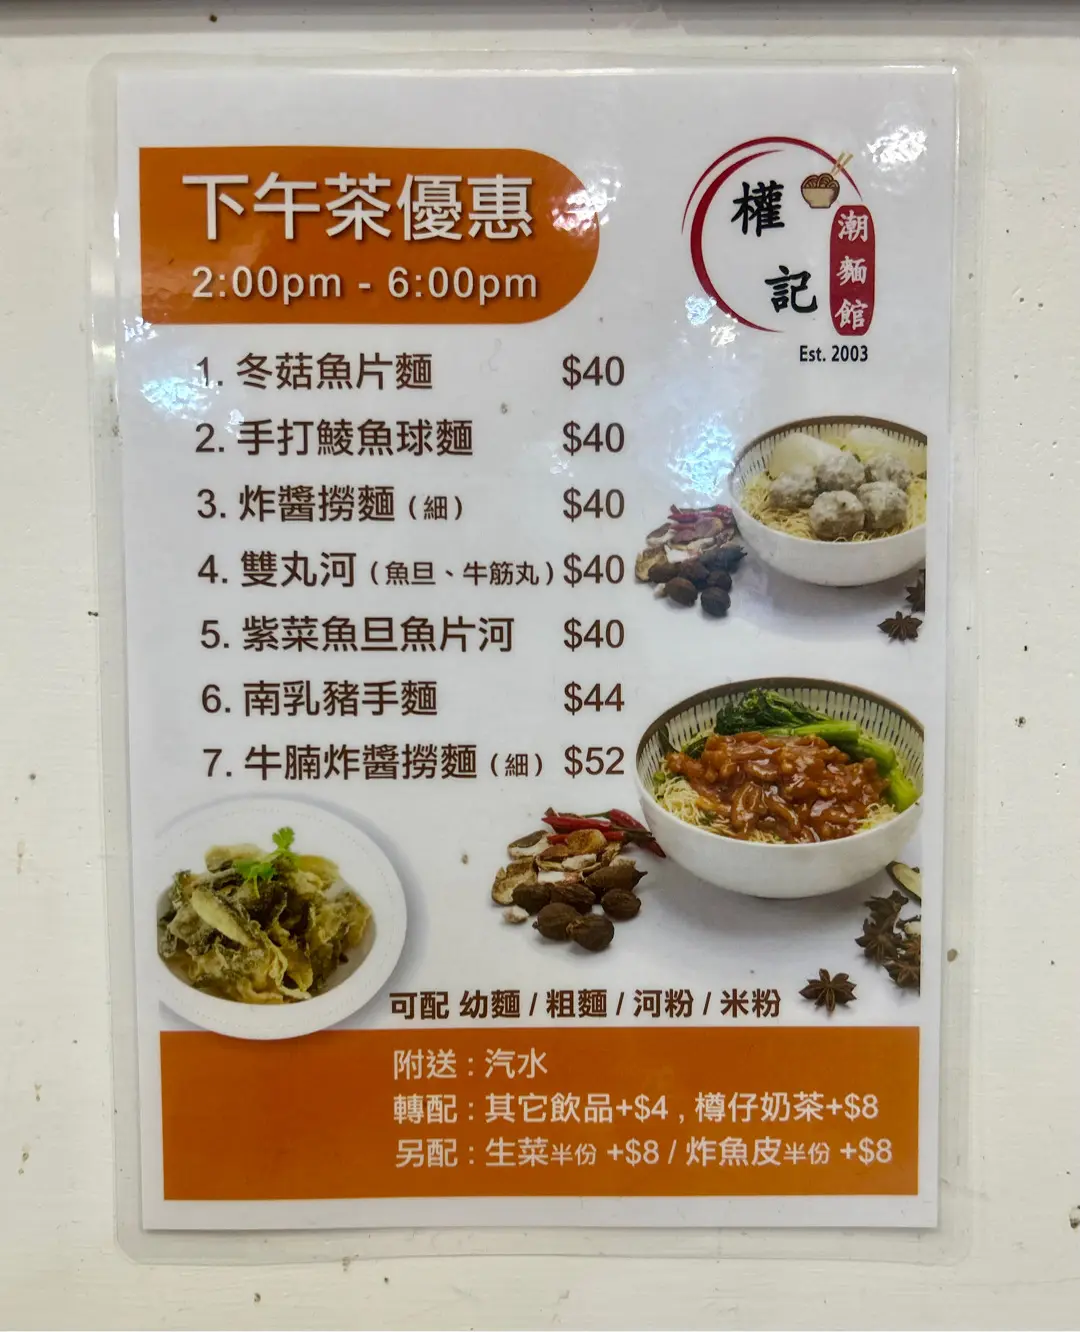 下午茶優惠
2:00pm - 6:00pm
權記
潮麵館
Est. 2003
1. 冬菇魚片麵 $40
2. 手打鯪魚球麵 $40
3. 炸醬撈麵（細） $40
4. 雙丸河（魚旦、牛筋丸） $40
5. 紫菜魚旦魚片河 $40
6. 南乳豬手麵 $44
7. 牛腩炸醬撈麵（細） $52
可配 幼麵 / 粗麵 / 河粉 / 米粉
附送 : 汽水
轉配 : 其它飲品+$4 , 樽仔奶茶+$8
另配 : 生菜半份 +$8 / 炸魚皮半份 +$8